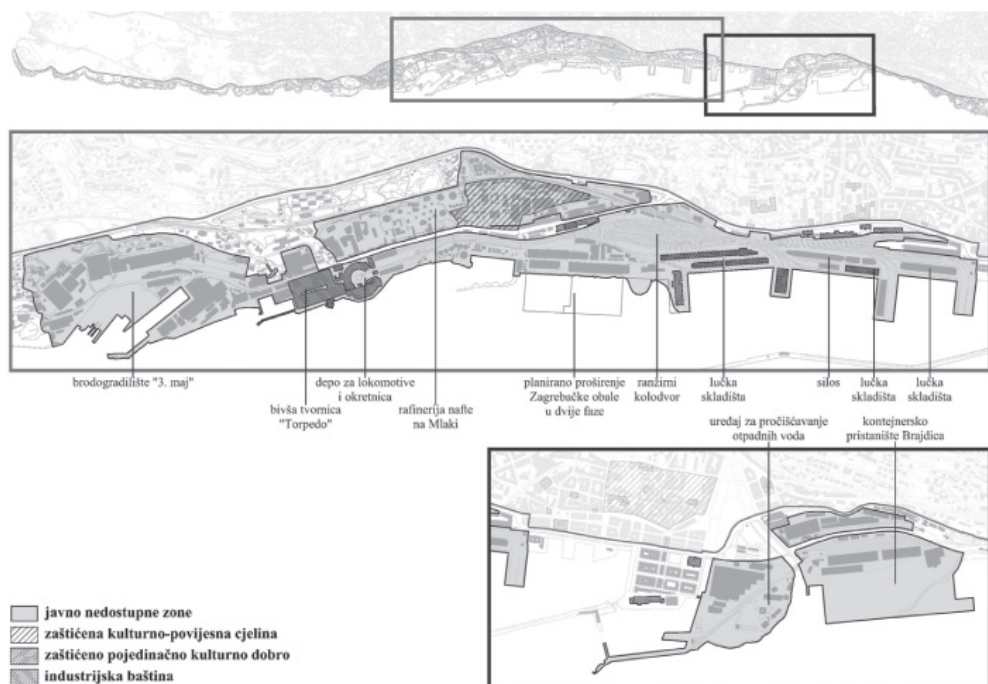 brodogradilište "3. maj"
bivša tvornica
"Torpedo"
depo za lokomotive
i okretnica
rafinerija nafte
na Mlaki
planirano proširenje
Zagrebačke obale
u dvije faze
ranžirni
kolodvor
lučka
skladišta
silos
lučka
skladišta
lučka
skladišta
uređaj za pročišćavanje
otpadnih voda
kontejnersko
pristanište Brajdica
javno nedostupne zone
zaštićena kulturno-povijesna cjelina
zaštićeno pojedinačno kulturno dobro
industrijska baština